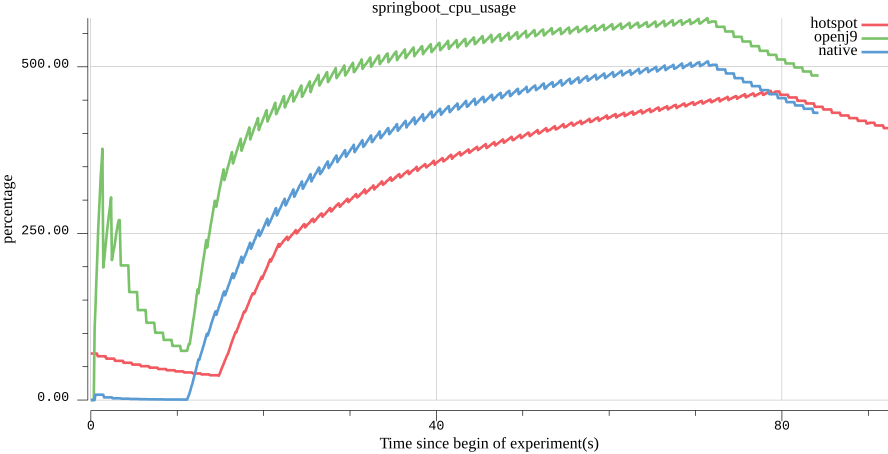 springboot_cpu_usage
hotspot
openj9
native
500.00
250.00
0.00
percentage
0
40
80
Time since begin of experiment(s)